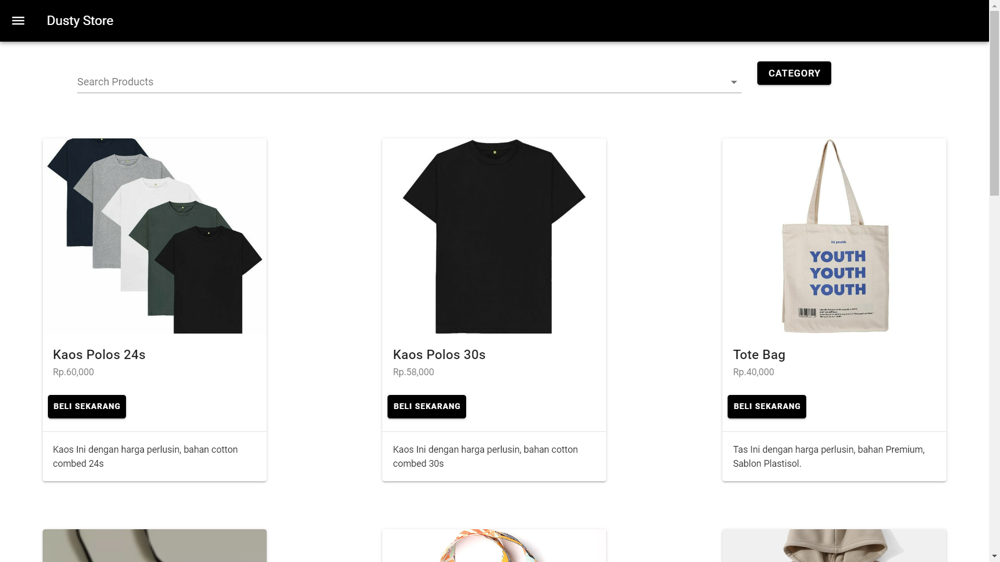 Dusty Store
Search Products
CATEGORY
hi youth
YOUTH
YOUTH
YOUTH
Kaos Polos 24s
Rp.60,000
BELI SEKARANG
Kaos Ini dengan harga perlusin, bahan cotton
combed 24s
Kaos Polos 30s
Rp.58,000
BELI SEKARANG
Kaos Ini dengan harga perlusin, bahan cotton
combed 30s
Tote Bag
Rp.40,000
BELI SEKARANG
Tas Ini dengan harga perlusin, bahan Premium,
Sablon Plastisol.